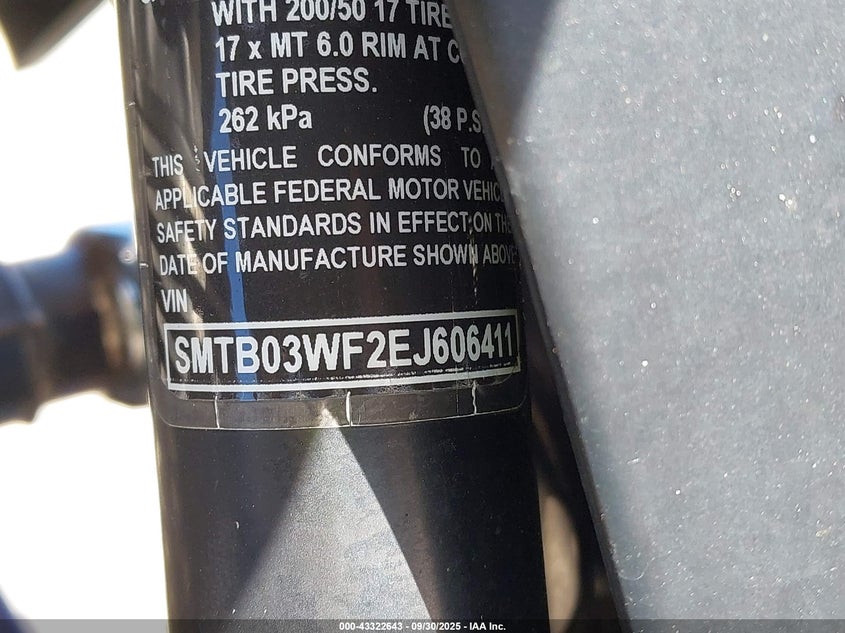 WITH 200/50 17 TIRE
17 x MT 6.0 RIM AT
TIRE PRESS.
262 kPa (38 P.S
THIS VEHICLE CONFORMS TO
APPLICABLE FEDERAL MOTOR VEHIC
SAFETY STANDARDS IN EFFECT ON THE
DATE OF MANUFACTURE SHOWN ABOVE
VIN
SMTB03WF2EJ606411
000-43322643 - 09/30/2025 - IAA Inc.